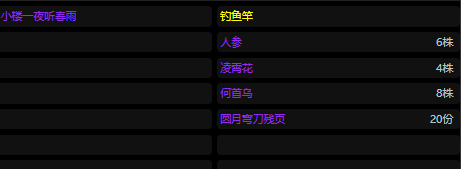 小楼一夜听春雨
钓鱼竿
人参 6株
凌霄花 4株
何首乌 8株
圆月弯刀残页 20份